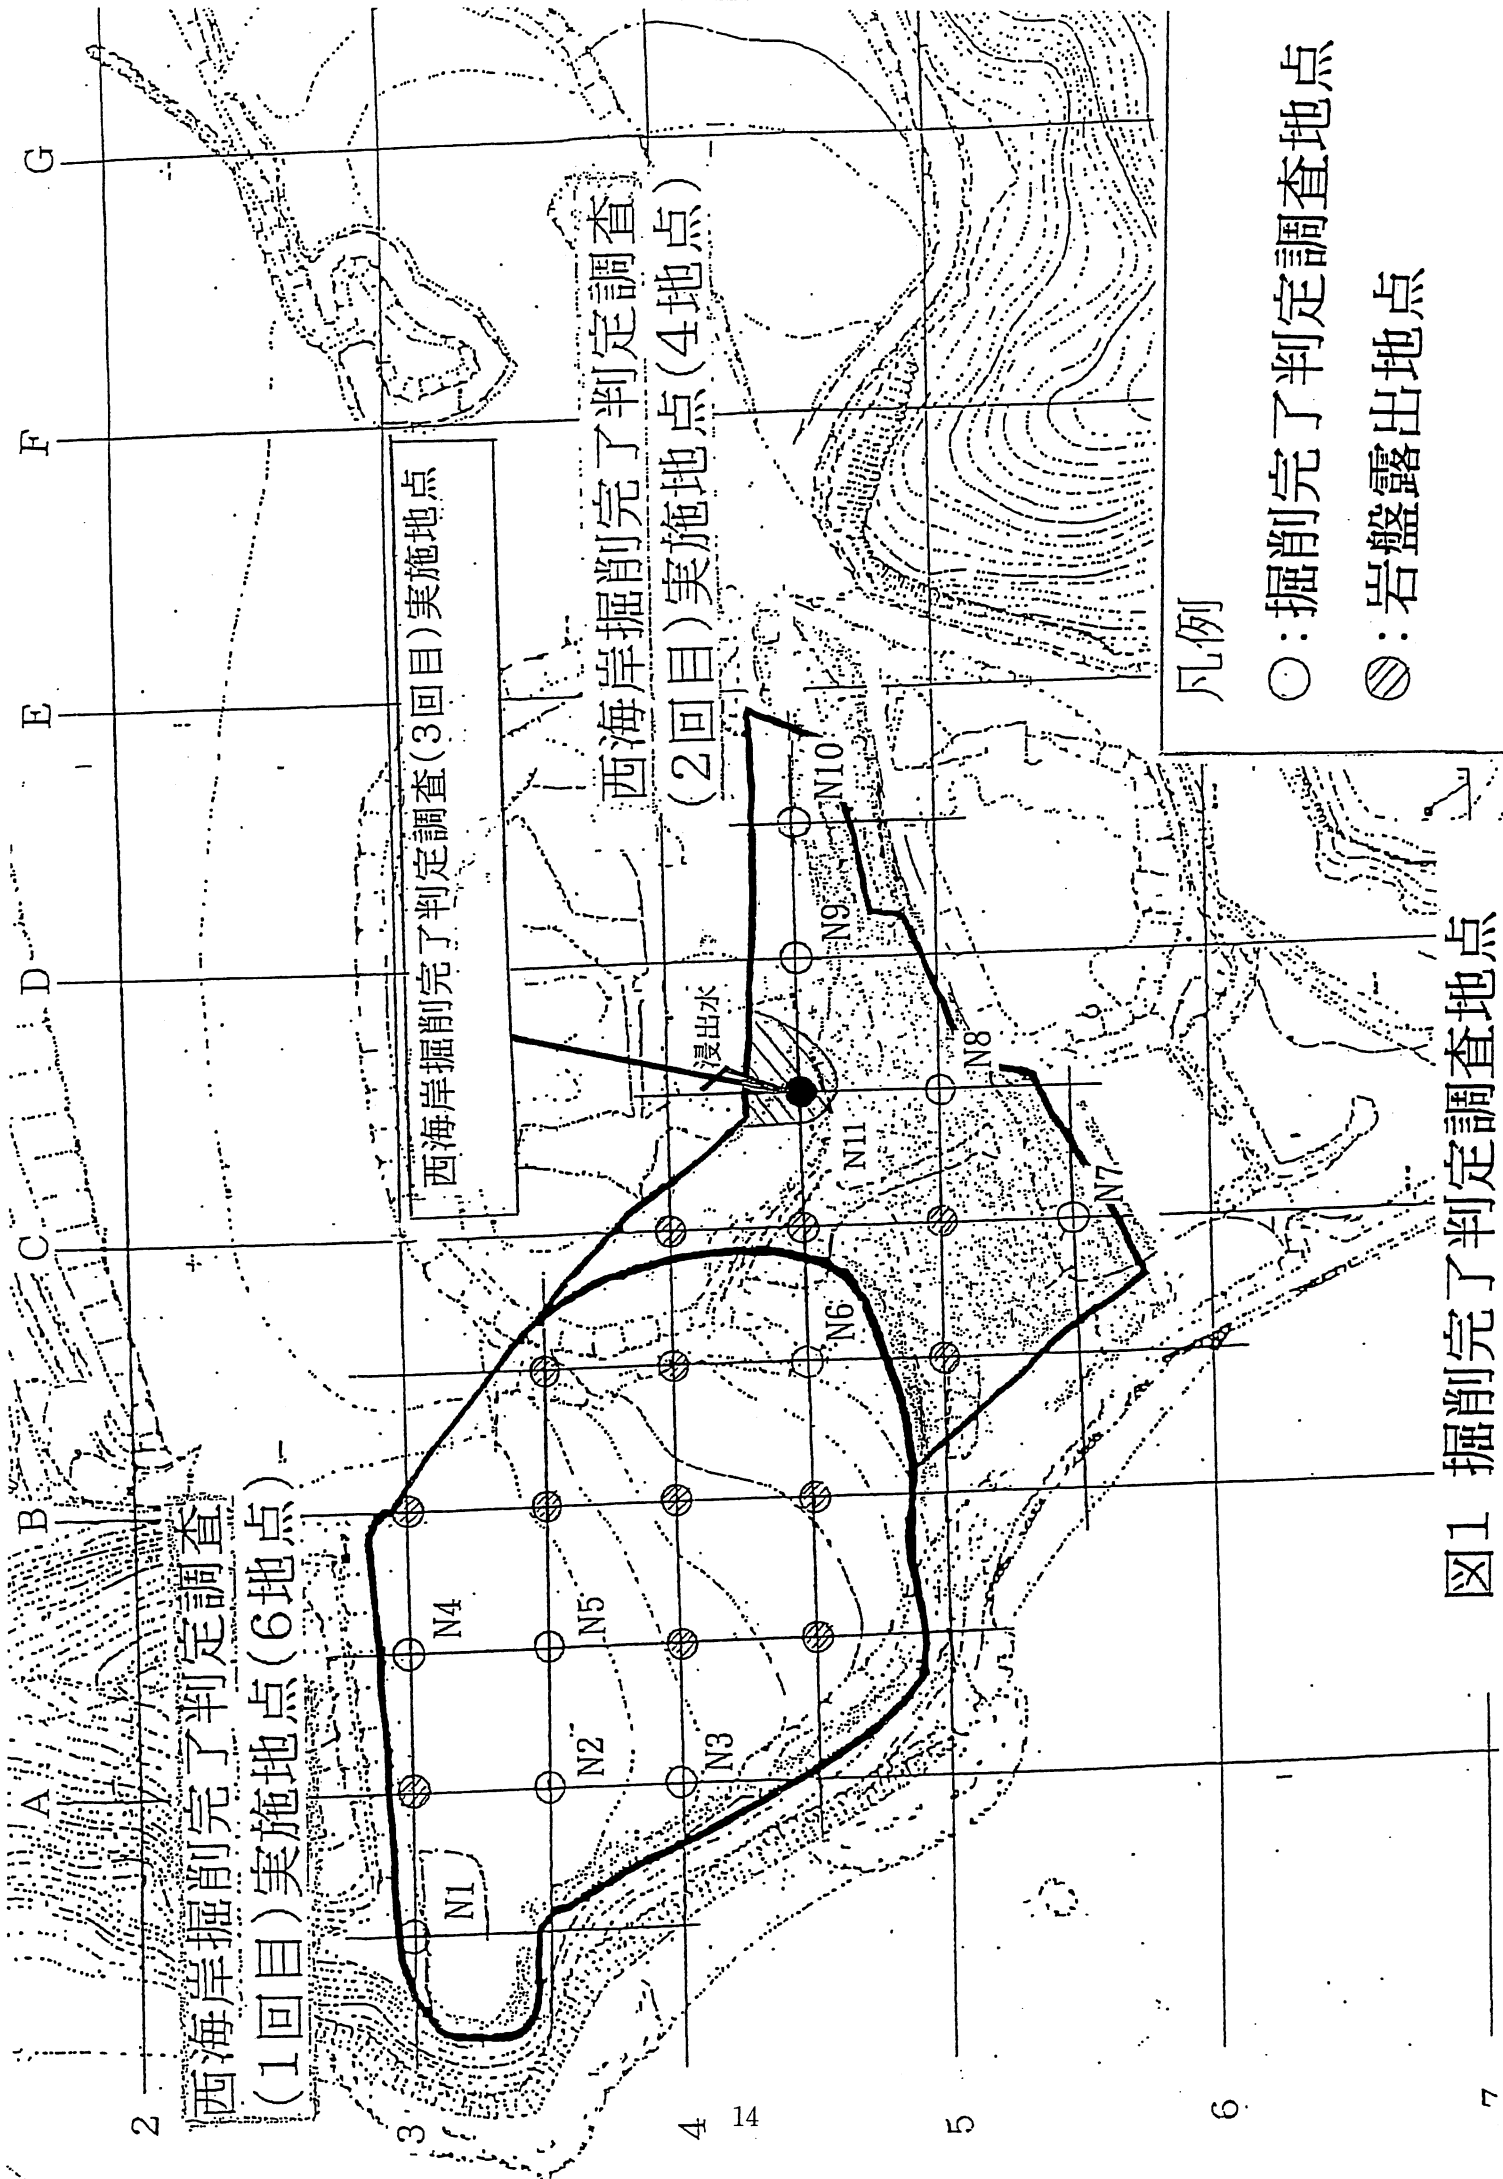 A
B
C
D
E
F
G
2
3
4
5
6
7
西海岸掘削完了判定調査
(1回目)実施地点(6地点)
西海岸掘削完了判定調査(3回目)実施地点
西海岸掘削完了判定調査
(2回目)実施地点(4地点)
浸出水
N1
N2
N3
N4
N5
N6
N7
N8
N9
N10
N11
凡例
○:掘削完了判定調査地点
:岩盤露出地点
図1 掘削完了判定調査地点
14